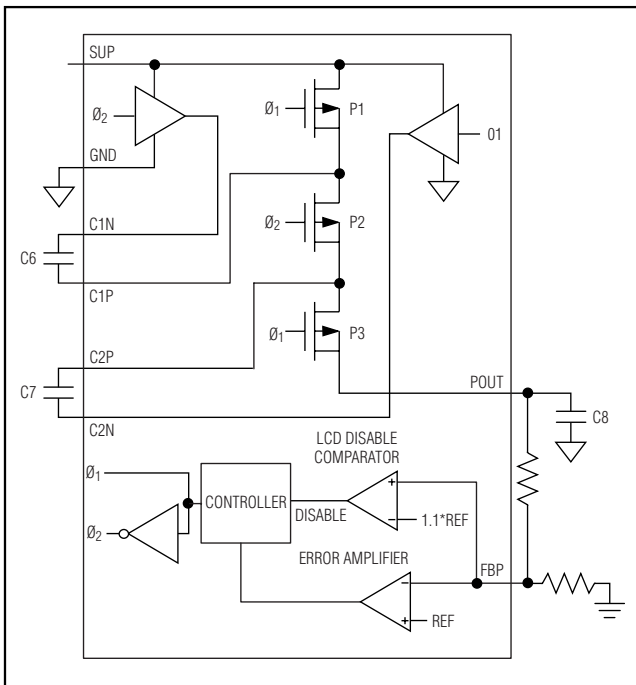 SUP
Ø1
P1
Ø2
01
GND
C1N
C6
Ø2
P2
C1P
Ø1
P3
C2P
POUT
C7
C8
C2N
LCD DISABLE
COMPARATOR
Ø1
+
CONTROLLER
DISABLE
− 1.1*REF
Ø2
ERROR AMPLIFIER
FBP
−
+ REF